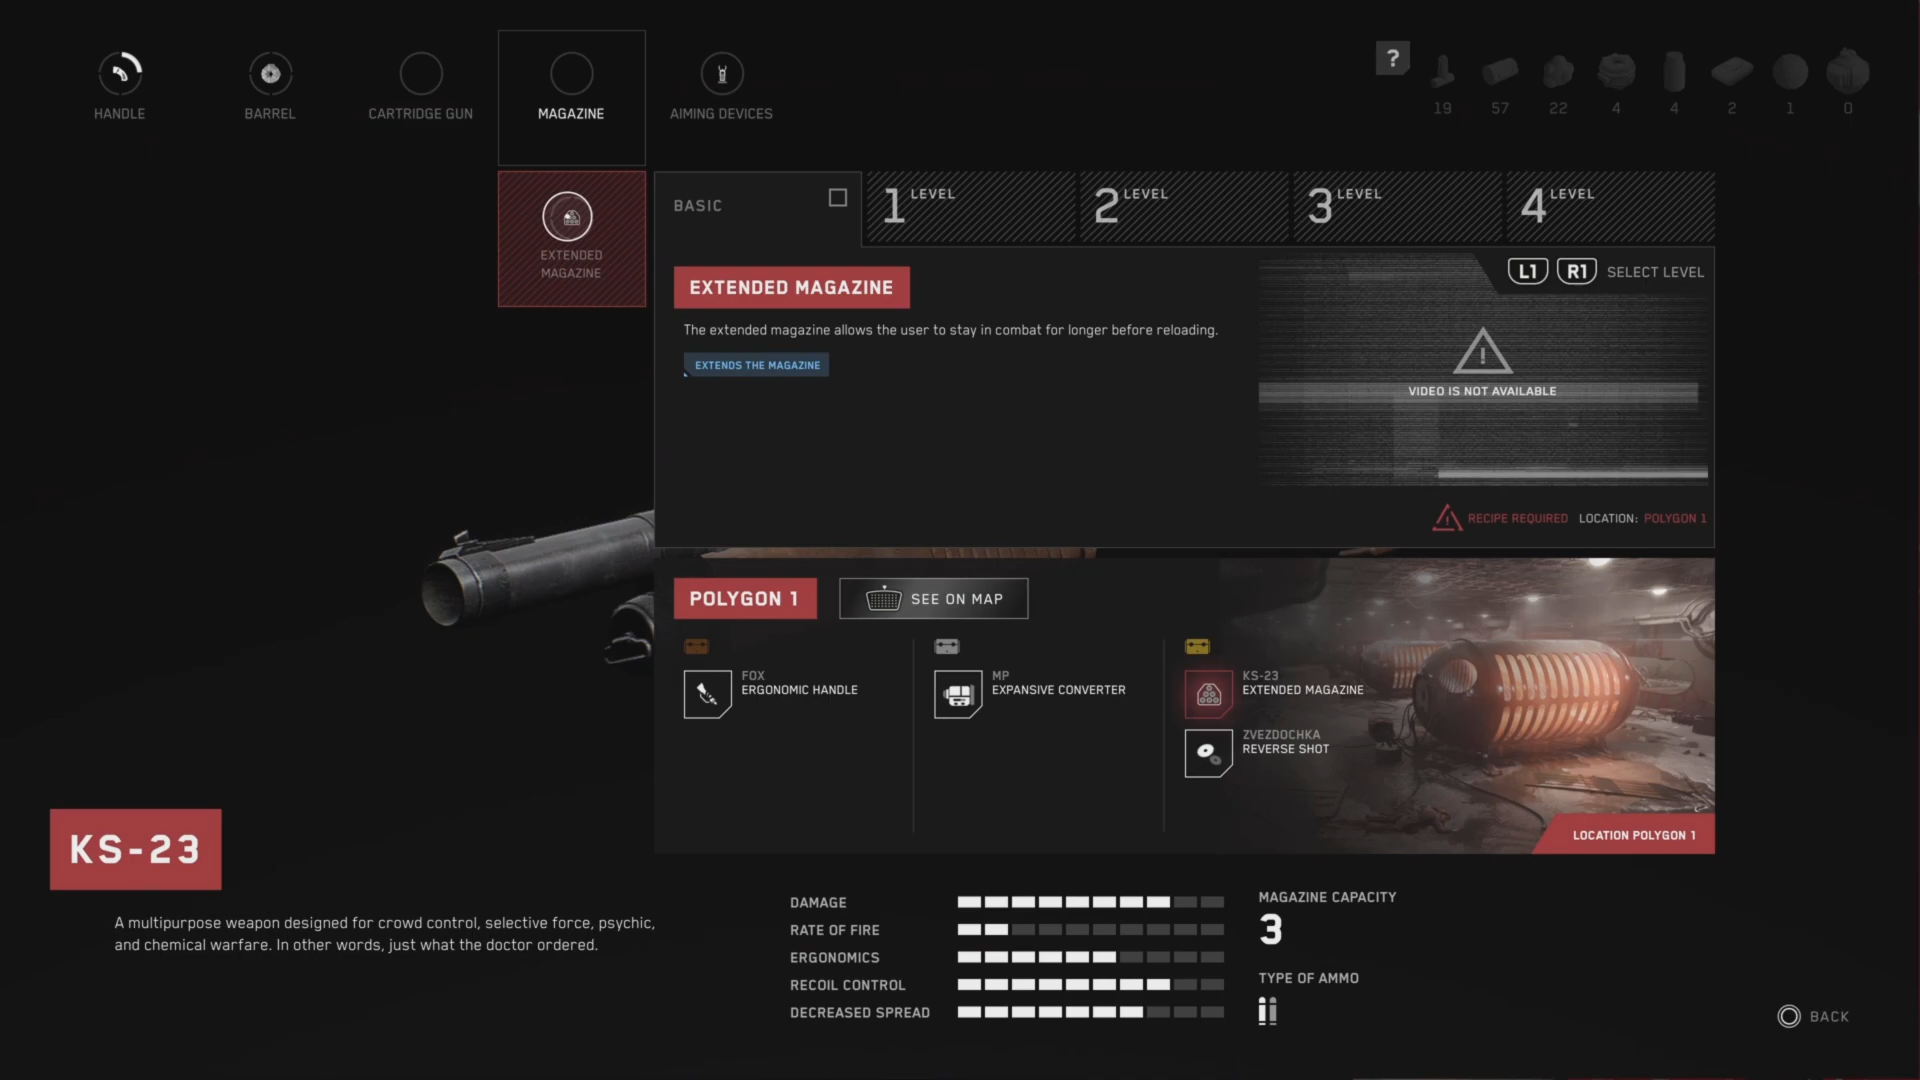 HANDLE
BARREL
CARTRIDGE GUN
MAGAZINE
AIMING DEVICES
?
19
57
22
4
4
2
1
0
EXTENDED
MAGAZINE
BASIC
1 LEVEL
2 LEVEL
3 LEVEL
4 LEVEL
EXTENDED MAGAZINE
L1 R1 SELECT LEVEL
The extended magazine allows the user to stay in combat for longer before reloading.
EXTENDS THE MAGAZINE
VIDEO IS NOT AVAILABLE
RECIPE REQUIRED LOCATION: POLYGON 1
POLYGON 1
SEE ON MAP
FOX
ERGONOMIC HANDLE
MP
EXPANSIVE CONVERTER
KS-23
EXTENDED MAGAZINE
ZVEZDOCHKA
REVERSE SHOT
LOCATION POLYGON 1
KS-23
A multipurpose weapon designed for crowd control, selective force, psychic,
and chemical warfare. In other words, just what the doctor ordered.
DAMAGE
RATE OF FIRE
ERGONOMICS
RECOIL CONTROL
DECREASED SPREAD
MAGAZINE CAPACITY
3
TYPE OF AMMO
BACK